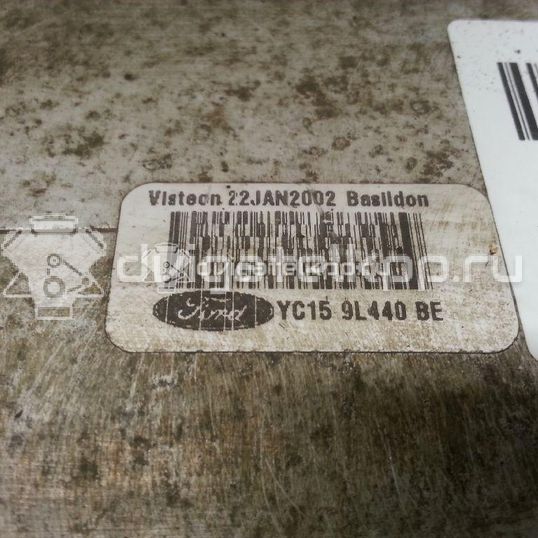 Visteon 22JAN2002 Basildon
Ford YC15 9L440 BE